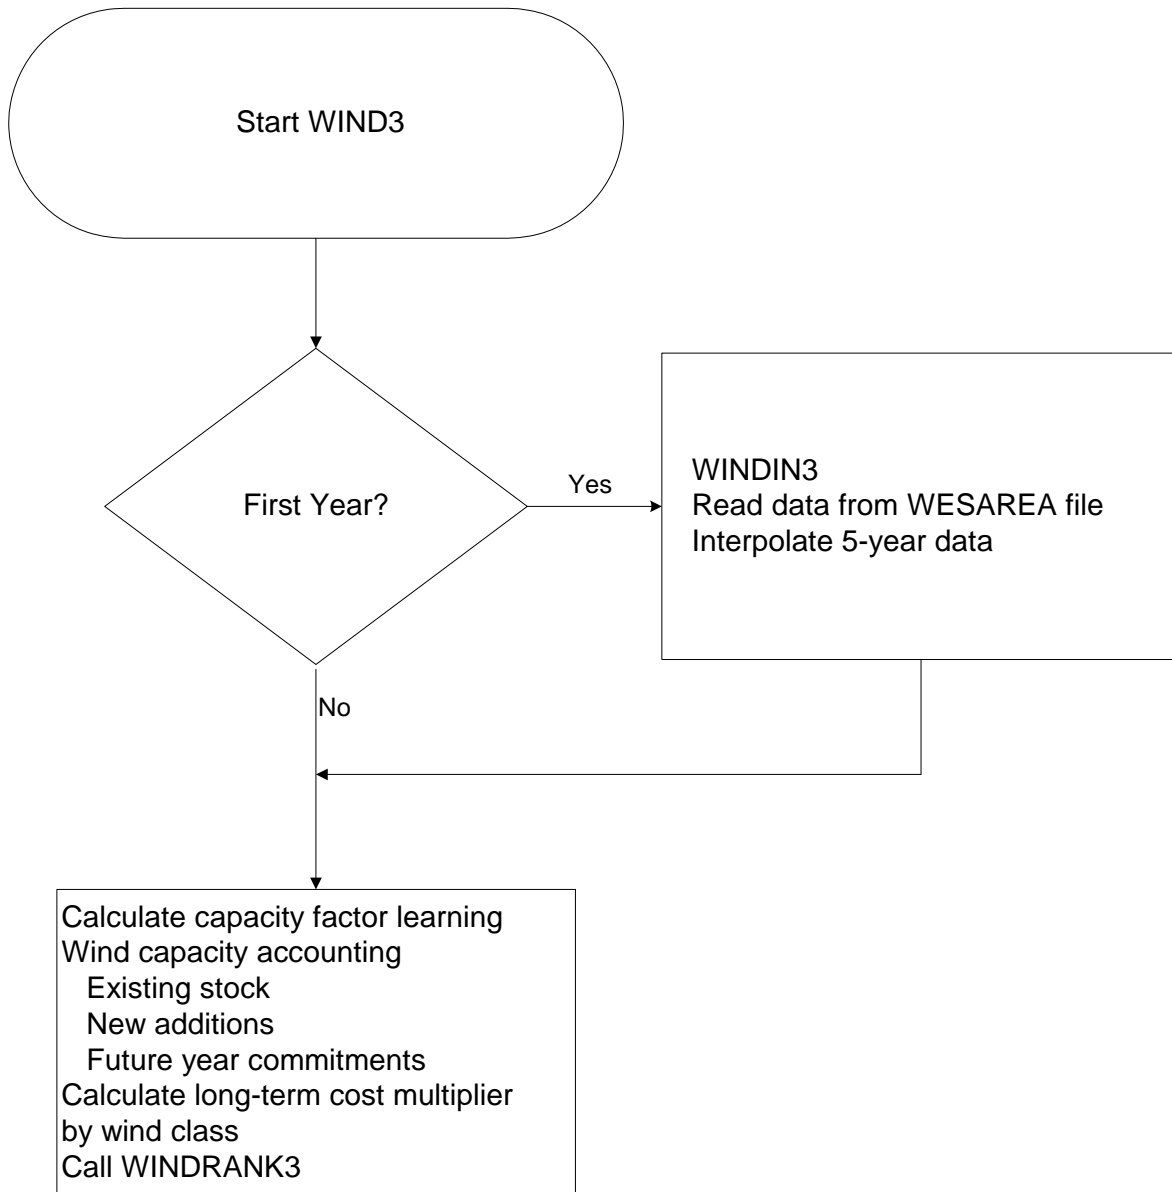 Start WIND3
First Year?
Yes
WINDIN3
Read data from WESAREA file
Interpolate 5-year data
No
Calculate capacity factor learning
Wind capacity accounting
Existing stock
New additions
Future year commitments
Calculate long-term cost multiplier
by wind class
Call WINDRANK3